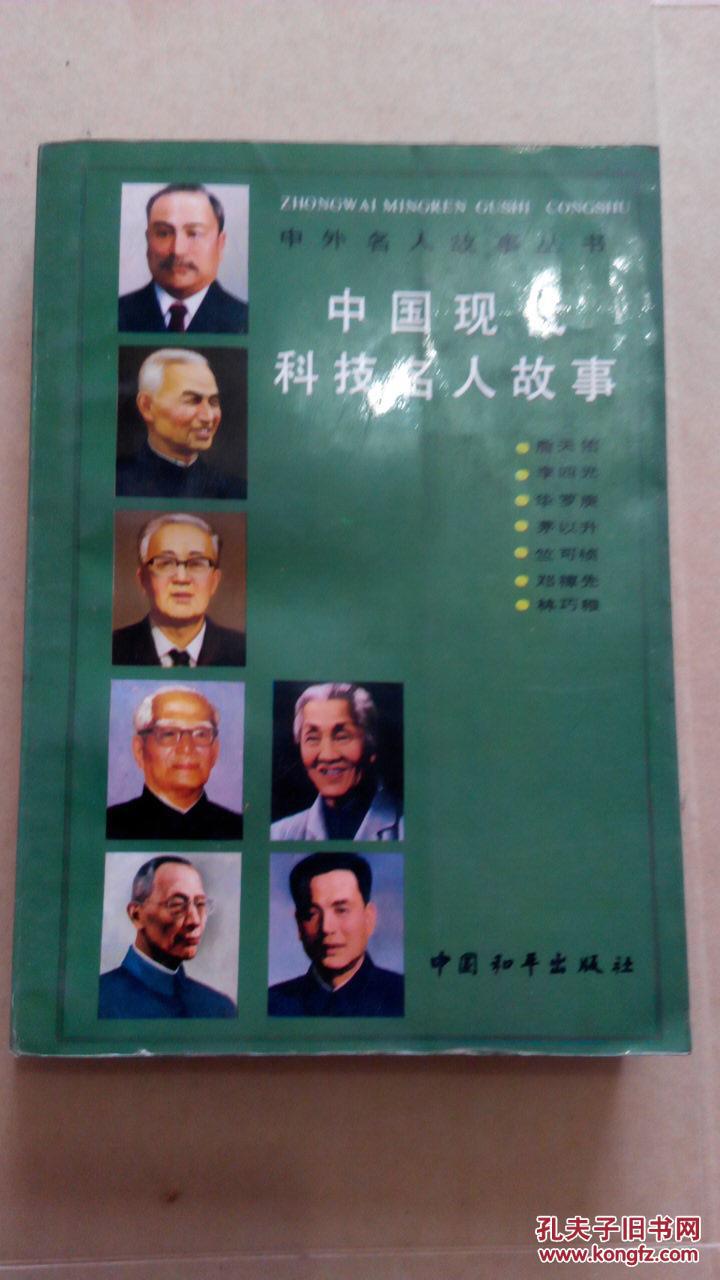 ZHONGWAI MINGREN GUSHI CONGSHU
中外名人故事丛书
中国现代
科技名人故事
詹天佑
李四光
华罗庚
茅以升
竺可桢
邓稼先
林巧稚
中国和平出版社
孔夫子旧书网
www.kongfz.com